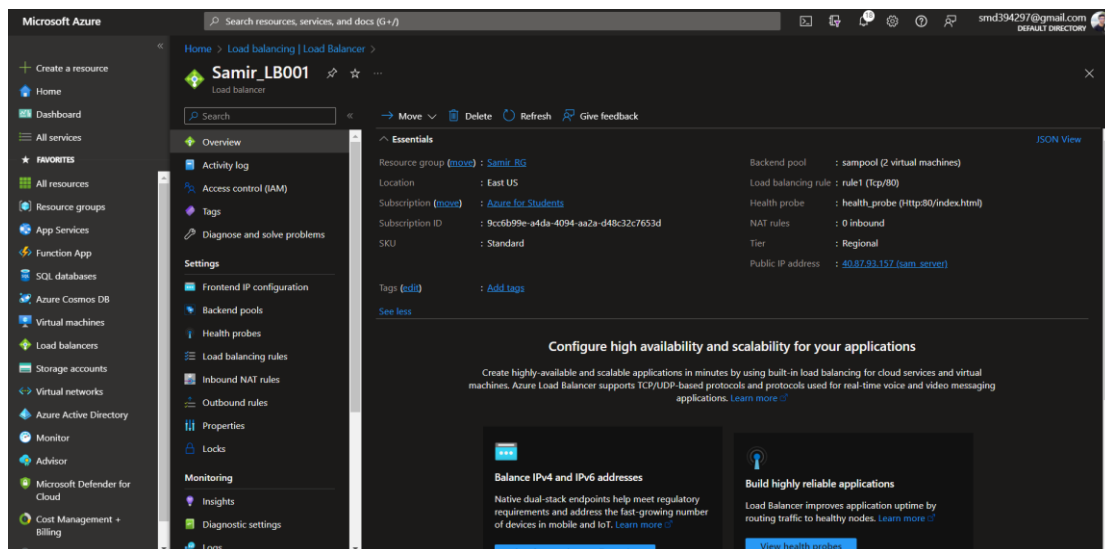 Microsoft Azure
Search resources, services, and docs (G+/)
18
smd394297@gmail.com
DEFAULT DIRECTORY
Create a resource
Home
Dashboard
All services
FAVORITES
All resources
Resource groups
App Services
Function App
SQL databases
Azure Cosmos DB
Virtual machines
Load balancers
Storage accounts
Virtual networks
Azure Active Directory
Monitor
Advisor
Microsoft Defender for
Cloud
Cost Management +
Billing
Home > Load balancing | Load Balancer >
Samir_LB001
Load balancer
Search
Overview
Activity log
Access control (IAM)
Tags
Diagnose and solve problems
Settings
Frontend IP configuration
Backend pools
Health probes
Load balancing rules
Inbound NAT rules
Outbound rules
Properties
Locks
Monitoring
Insights
Diagnostic settings
Logs
Move Delete Refresh Give feedback
Essentials
JSON View
Resource group (move) : Samir_RG
Location : East US
Subscription (move) : Azure for Students
Subscription ID : 9cc6b99e-a4da-4094-aa2a-d48c32c7653d
SKU : Standard
Backend pool : sampool (2 virtual machines)
Load balancing rule : rule1 (Tcp/80)
Health probe : health_probe (Http:80/index.html)
NAT rules : 0 inbound
Tier : Regional
Public IP address : 40.87.93.157 (sam_server)
Tags (edit) : Add tags
See less
Configure high availability and scalability for your applications
Create highly-available and scalable applications in minutes by using built-in load balancing for cloud services and virtual
machines. Azure Load Balancer supports TCP/UDP-based protocols and protocols used for real-time voice and video messaging
applications. Learn more
Balance IPv4 and IPv6 addresses
Native dual-stack endpoints help meet regulatory
requirements and address the fast-growing number
of devices in mobile and IoT. Learn more
Build highly reliable applications
Load Balancer improves application uptime by
routing traffic to healthy nodes. Learn more
View health probes